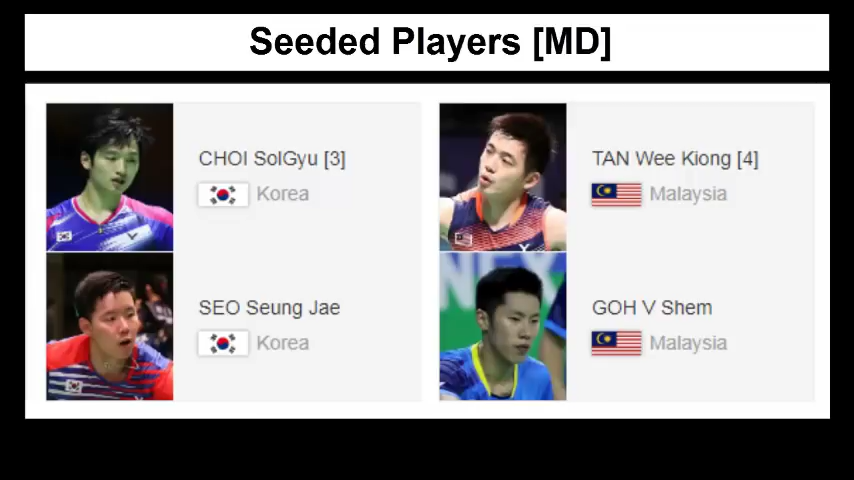 Seeded Players [MD]
CHOI SolGyu [3]
Korea
SEO Seung Jae
Korea
TAN Wee Kiong [4]
Malaysia
GOH V Shem
Malaysia